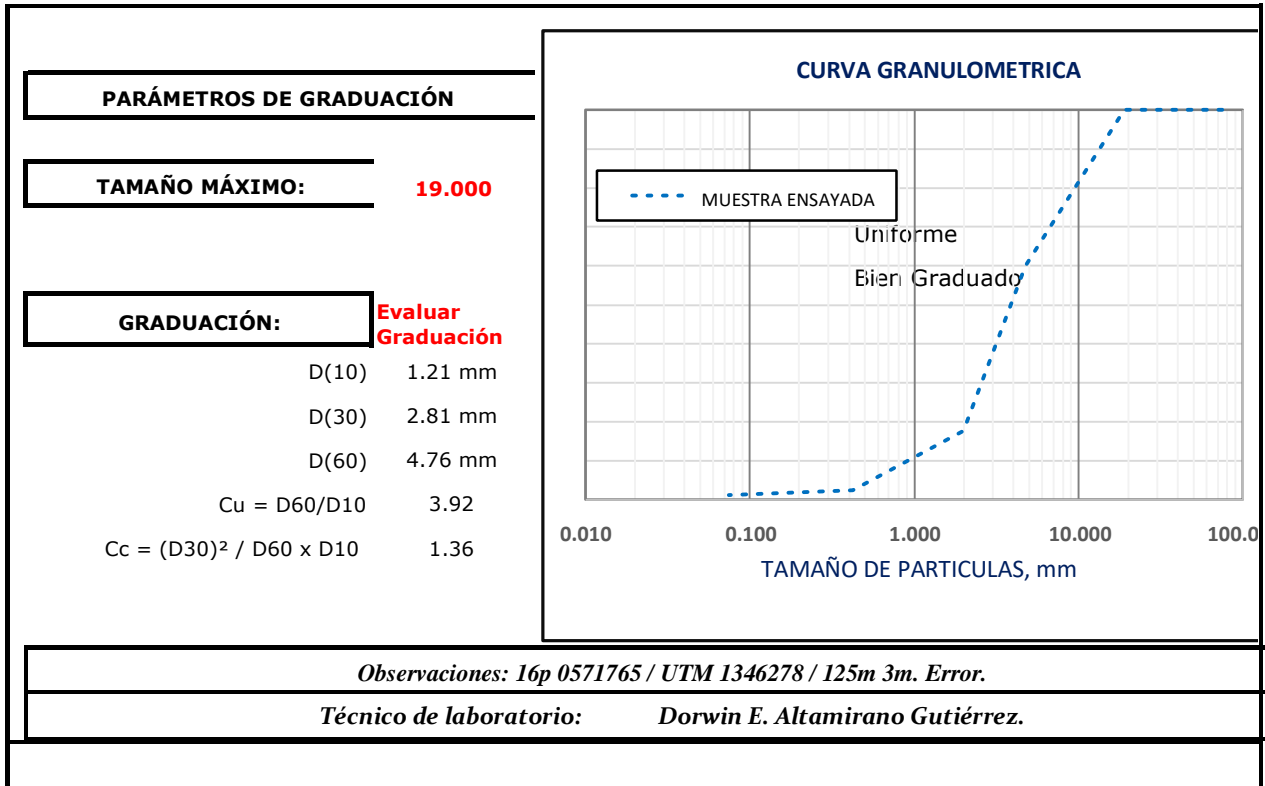 PARÁMETROS DE GRADUACIÓN
TAMAÑO MÁXIMO: 19.000
GRADUACIÓN: Evaluar
Graduación
D(10) 1.21 mm
D(30) 2.81 mm
D(60) 4.76 mm
Cu = D60/D10 3.92
Cc = (D30)² / D60 x D10 1.36
CURVA GRANULOMETRICA
MUESTRA ENSAYADA
Uniforme
Bien Graduado
0.010 0.100 1.000 10.000 100.0
TAMAÑO DE PARTICULAS, mm
Observaciones: 16p 0571765 / UTM 1346278 / 125m 3m. Error.
Técnico de laboratorio: Dorwin E. Altamirano Gutiérrez.